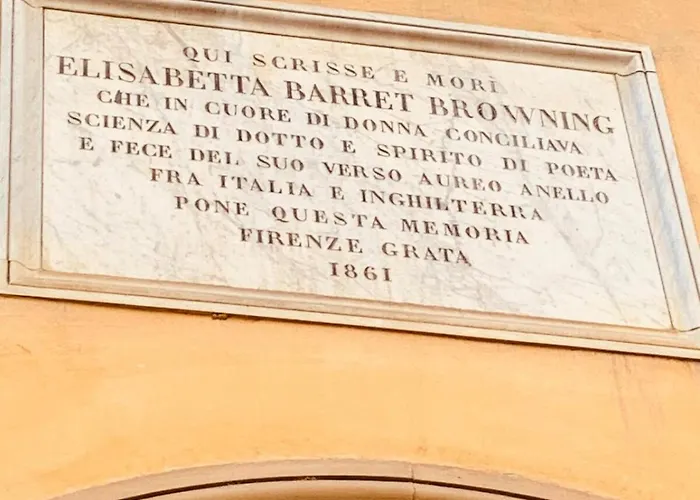 QUI SCRISSE E MORÌ
ELISABETTA BARRET BROWNING
CHE IN CUORE DI DONNA CONCILIAVA
SCIENZA DI DOTTO E SPIRITO DI POETA
E FECE DEL SUO VERSO AUREO ANELLO
FRA ITALIA E INGHILTERRA
PONE QUESTA MEMORIA
FIRENZE GRATA
1861